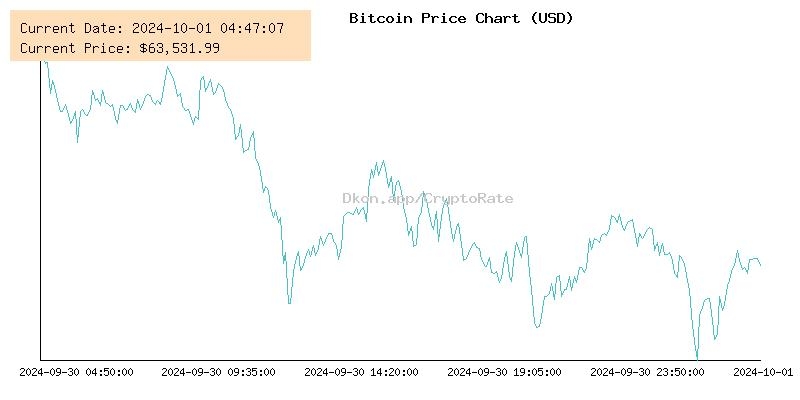 Bitcoin Price Chart (USD)
Current Date: 2024-10-01 04:47:07
Current Price: $63,531.99
Dkon.app/CryptoRate
2024-09-30 04:50:00 2024-09-30 09:35:00 2024-09-30 14:20:00 2024-09-30 19:05:00 2024-09-30 23:50:00 2024-10-01